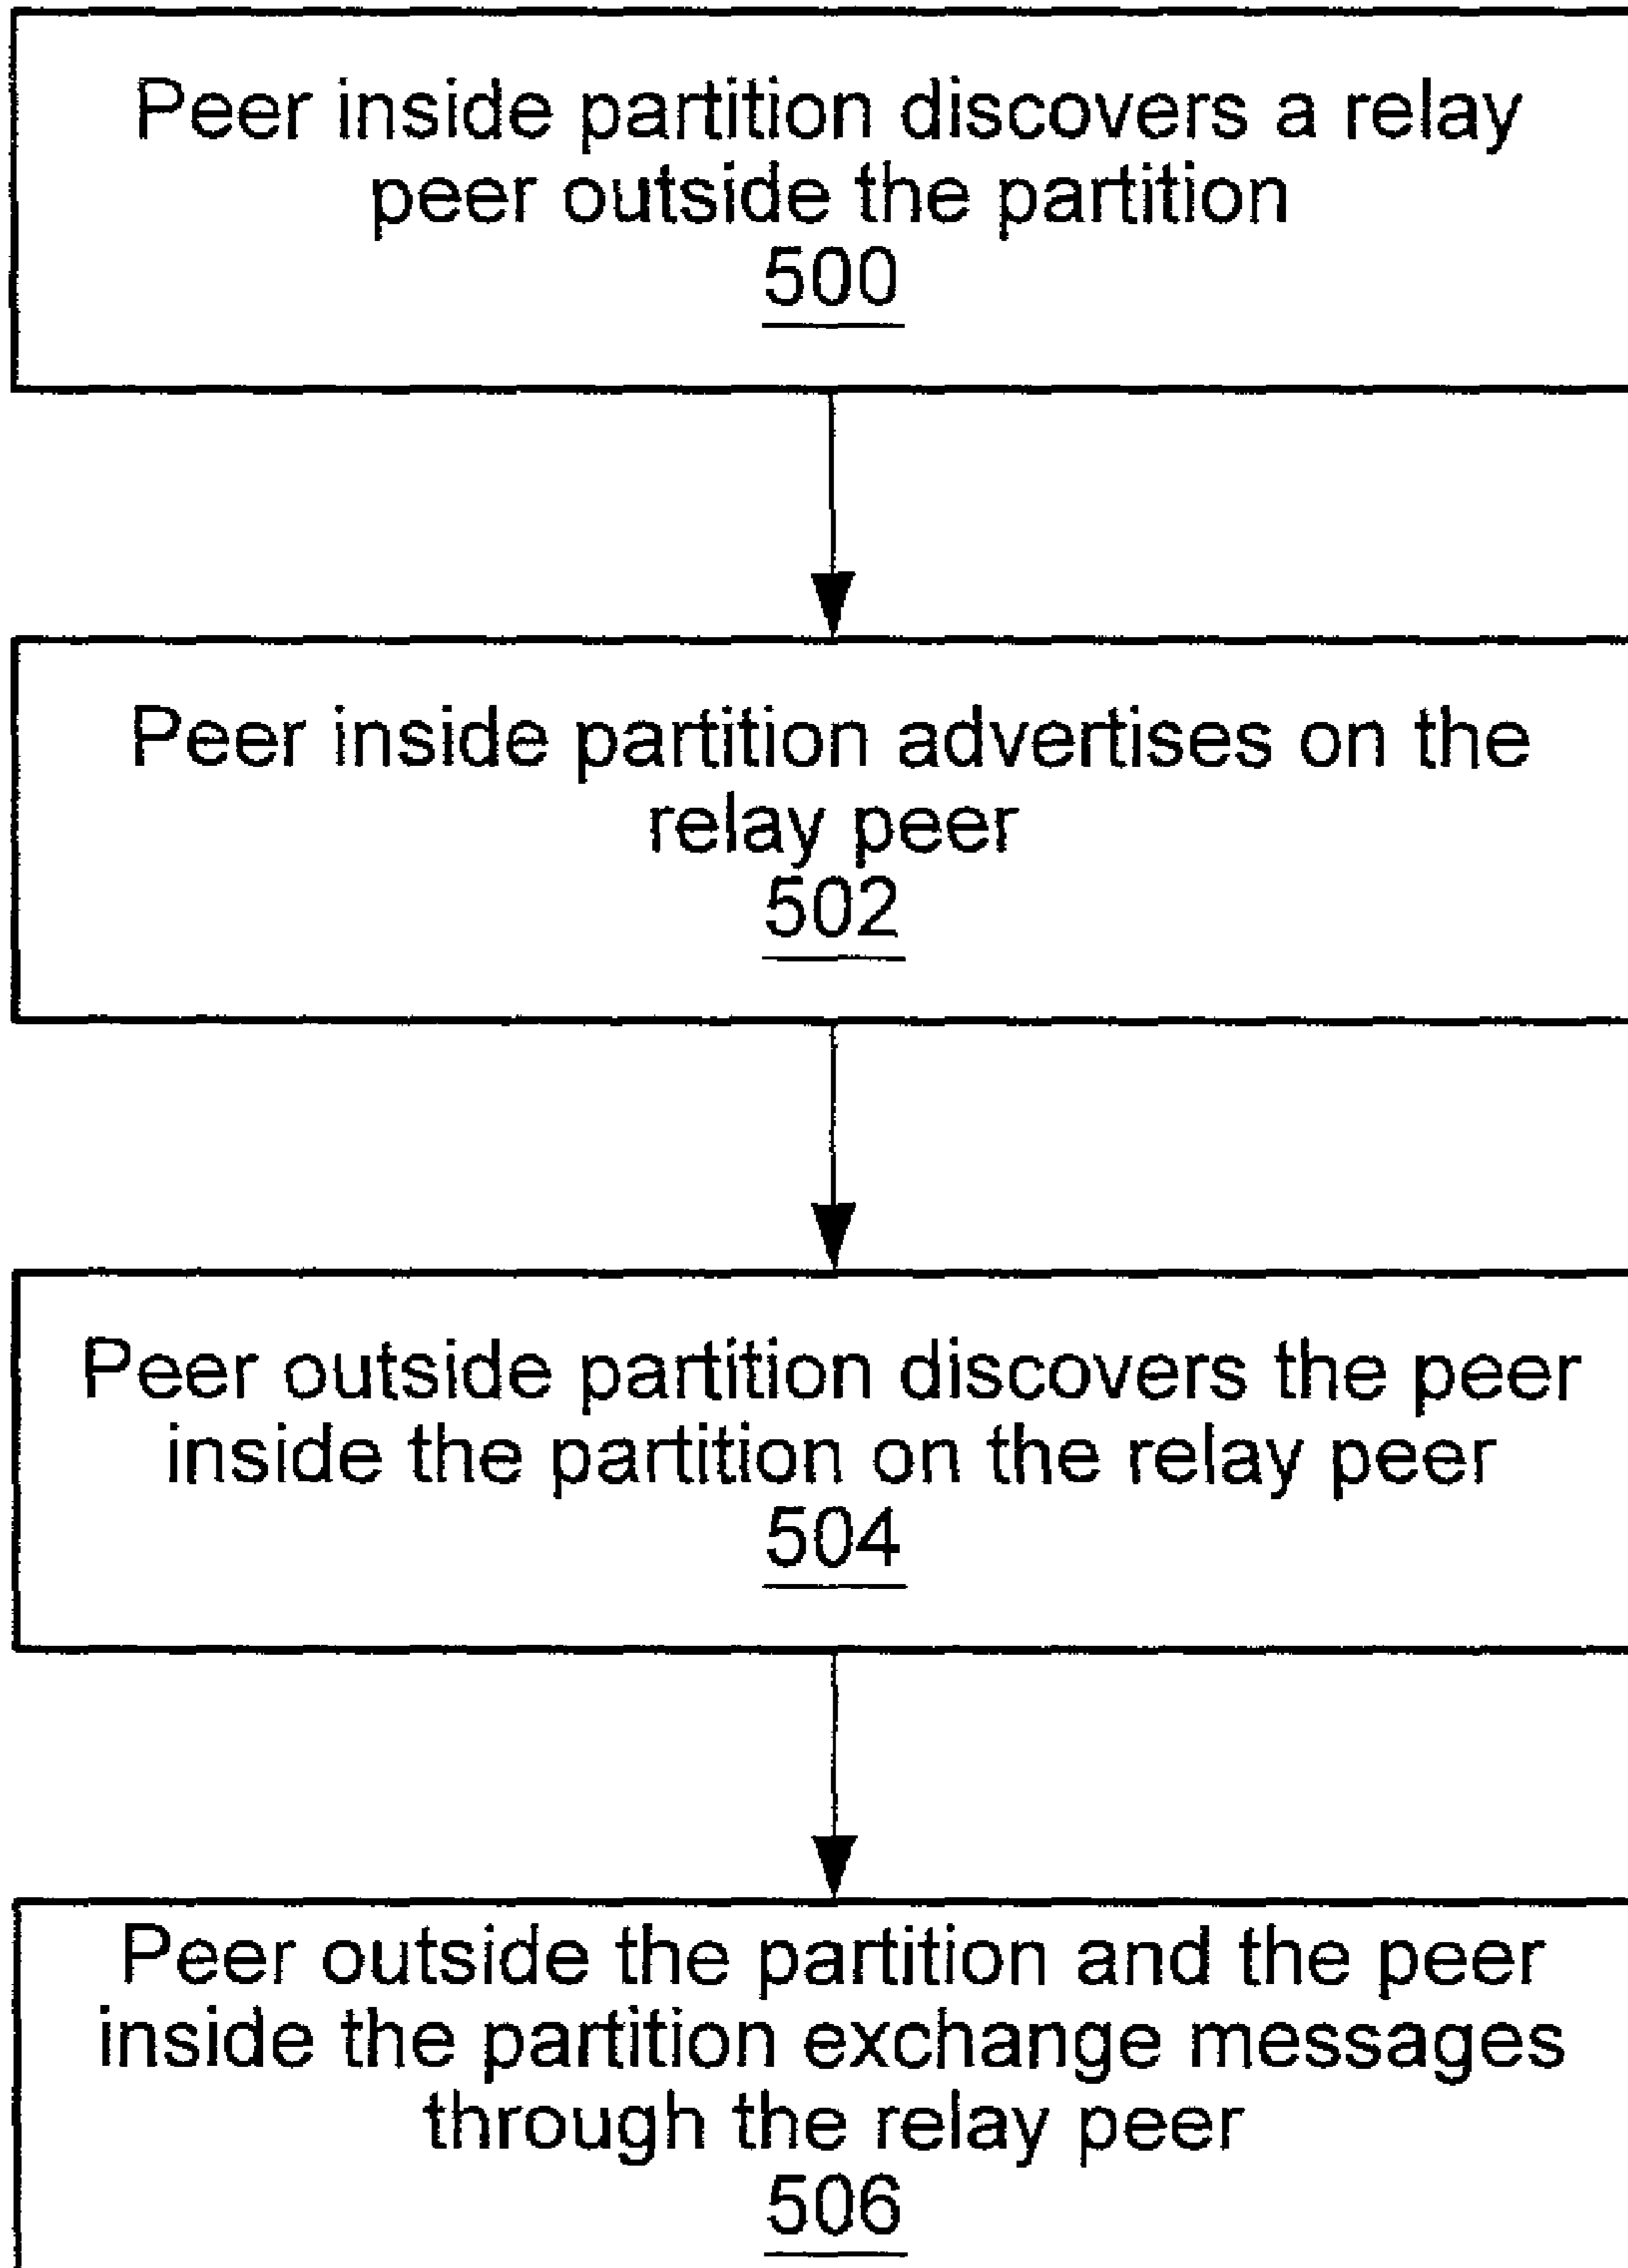 Peer inside partition discovers a relay
peer outside the partition
500
Peer inside partition advertises on the
relay peer
502
Peer outside partition discovers the peer
inside the partition on the relay peer
504
Peer outside the partition and the peer
inside the partition exchange messages
through the relay peer
506